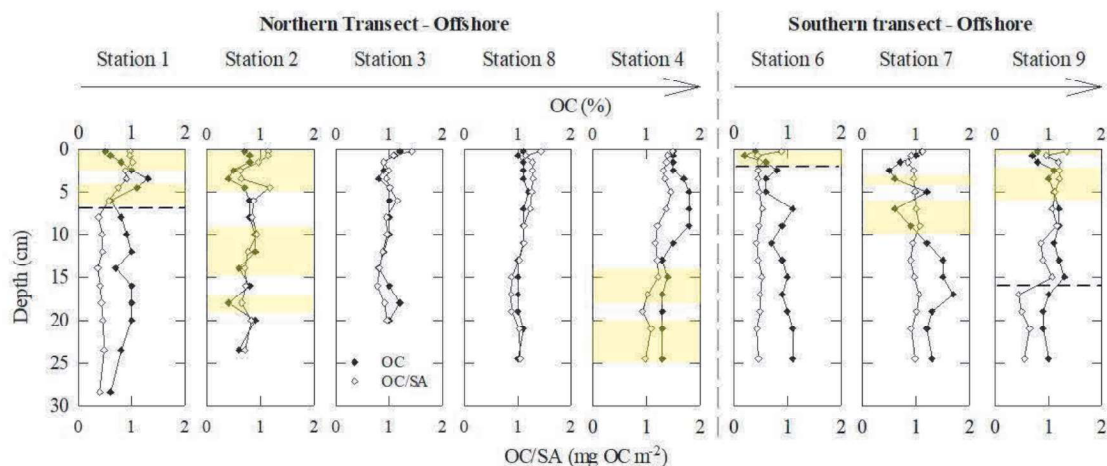 Northern Transect - Offshore Southern transect - Offshore
Station 1 Station 2 Station 3 Station 8 Station 4 Station 6 Station 7 Station 9
OC (%)
0 1 2 0 1 2 0 1 2 0 1 2 0 1 2 0 1 2 0 1 2 0 1 2
0
5
10
15
20
25
30
Depth (cm)
OC
OC/SA
0 1 2 0 1 2 0 1 2 0 1 2 0 1 2 0 1 2 0 1 2 0 1 2
OC/SA (mg OC m⁻²)